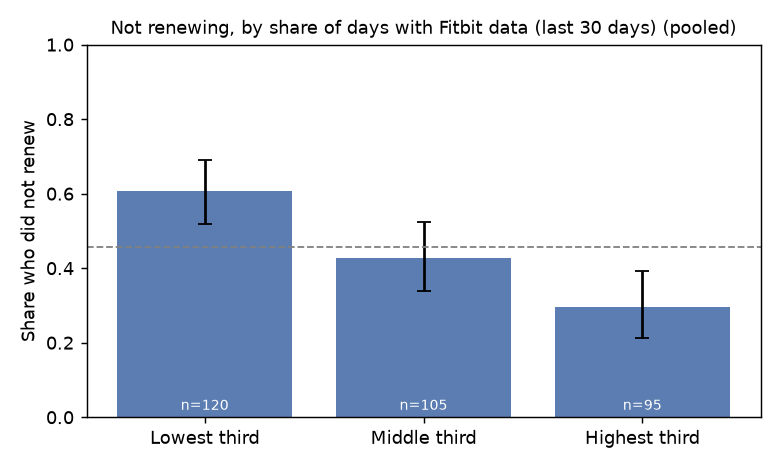 Not renewing, by share of days with Fitbit data (last 30 days) (pooled)
Share who did not renew
1.0
0.8
0.6
0.4
0.2
0.0
n=120
n=105
n=95
Lowest third
Middle third
Highest third